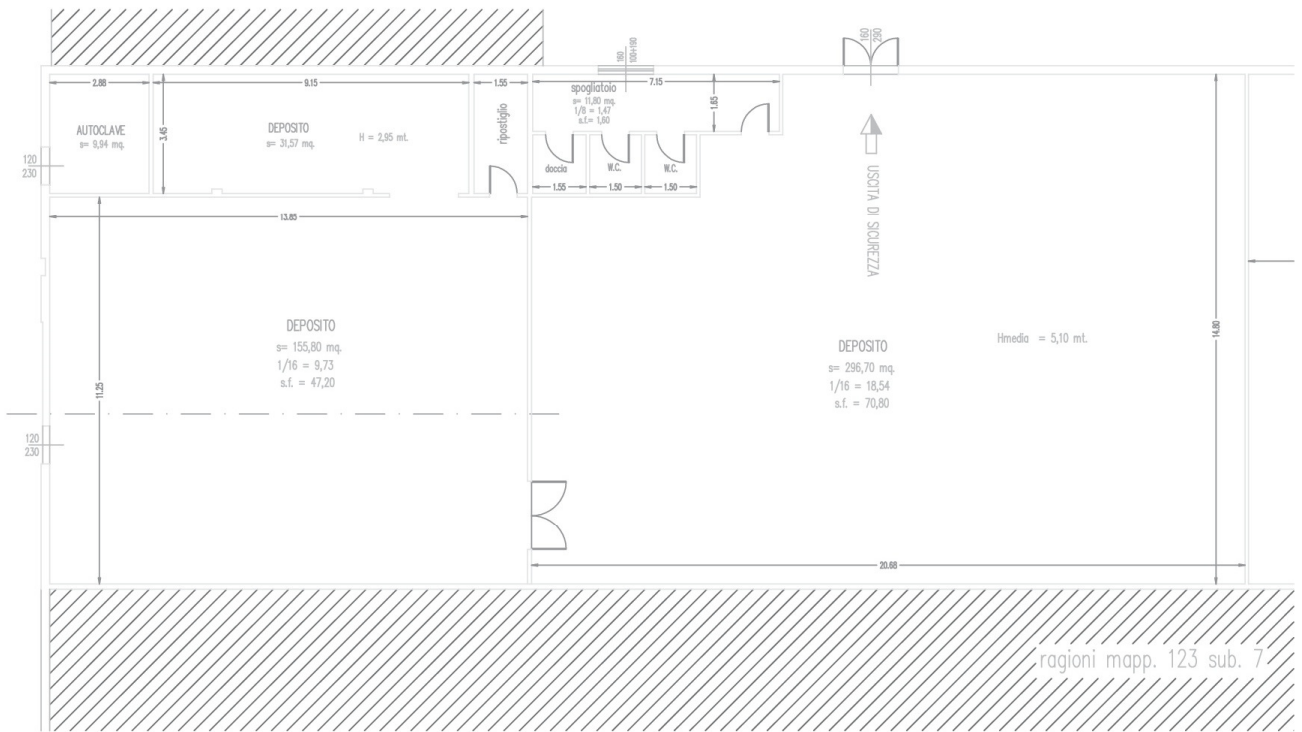 160
290
160
100+190
2.88
9.15
1.55
7.15
spogliatoio
s= 11,80 mq.
1/8 = 1,47
s.f.= 1,60
1.65
AUTOCLAVE
s= 9,94 mq.
3.45
DEPOSITO
s= 31,57 mq.
H = 2,95 mt.
ripostiglio
120
230
doccia
W.C.
W.C.
1.55
1.50
1.50
USCITA DI SICUREZZA
13.85
DEPOSITO
s= 155,80 mq.
1/16 = 9,73
s.f. = 47,20
11.25
DEPOSITO
s= 296,70 mq.
1/16 = 18,54
s.f. = 70,80
Hmedia = 5,10 mt.
14.80
120
230
20.68
ragioni mapp. 123 sub. 7